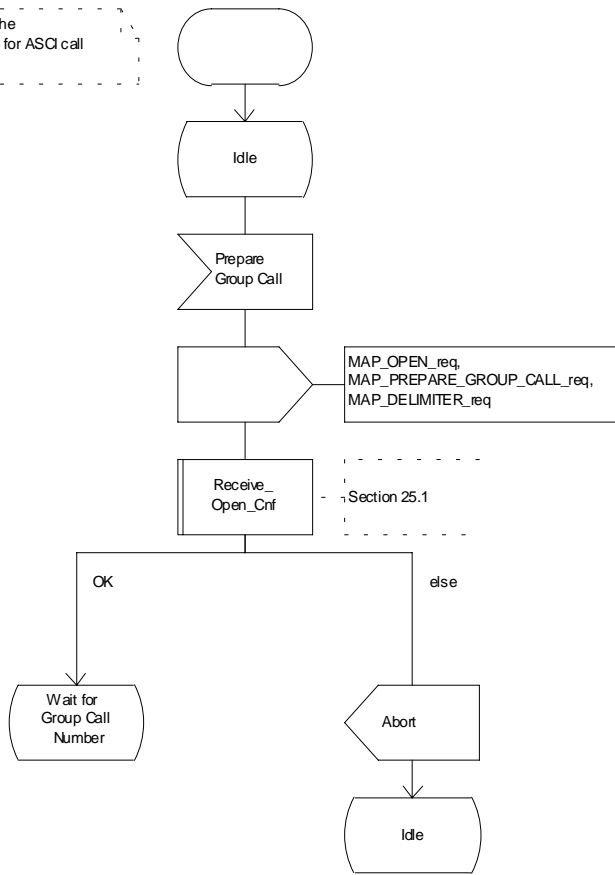 he
for ASCI call
Idle
Prepare
Group Call
MAP_OPEN_req,
MAP_PREPARE_GROUP_CALL_req,
MAP_DELIMITER_req
Receive_
Open_Cnf
Section 25.1
OK
else
Wait for
Group Call
Number
Abort
Idle